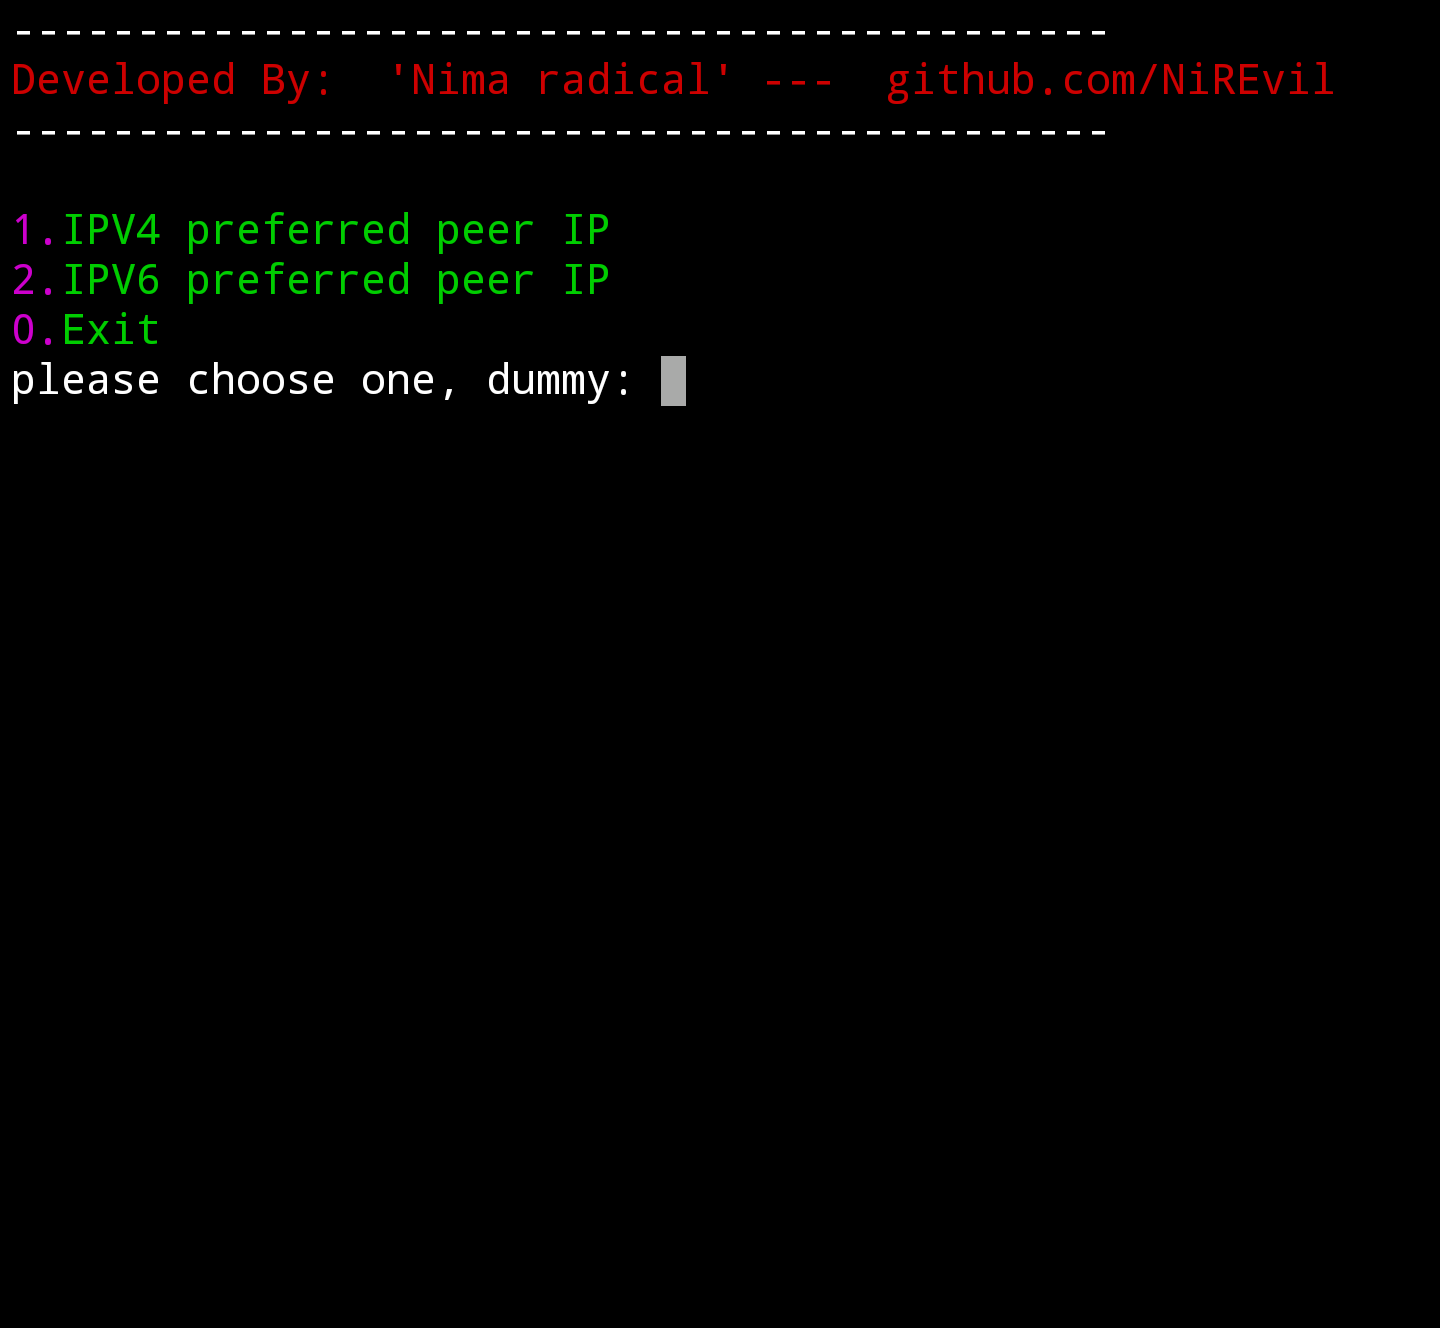 --------------------------------------------
Developed By:  'Nima radical' ---  github.com/NiREvil
--------------------------------------------
1.IPV4 preferred peer IP
2.IPV6 preferred peer IP
0.Exit
please choose one, dummy: